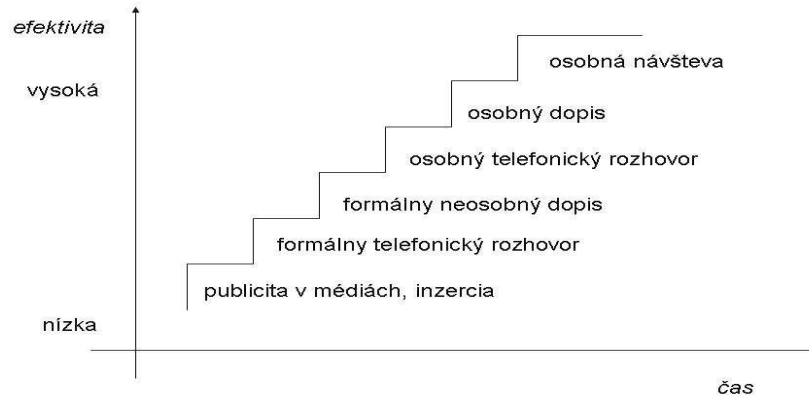 efektivita
osobná návšteva
vysoká
osobný dopis
osobný telefonický rozhovor
formálny neosobný dopis
formálny telefonický rozhovor
publicita v médiách, inzercia
nízka
čas